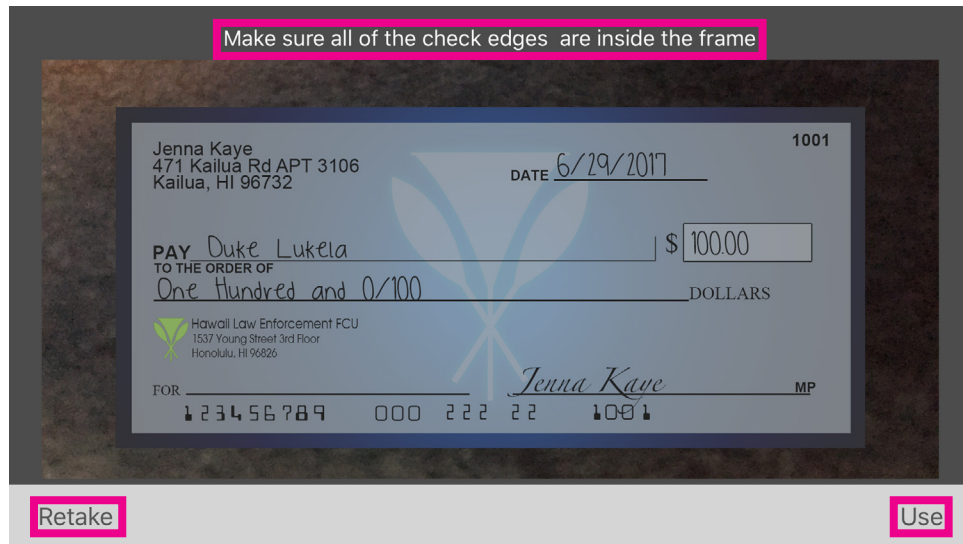 Make sure all of the check edges are inside the frame
1001
Jenna Kaye
471 Kailua Rd APT 3106
Kailua, HI 96732
DATE 6/29/2017
PAY Duke Lukela $ 100.00
TO THE ORDER OF
One Hundred and 0/100 DOLLARS
Hawaii Law Enforcement FCU
1537 Young Street 3rd Floor
Honolulu, HI 96826
FOR Jenna Kaye MP
123456789 000 222 22 1001
Retake Use